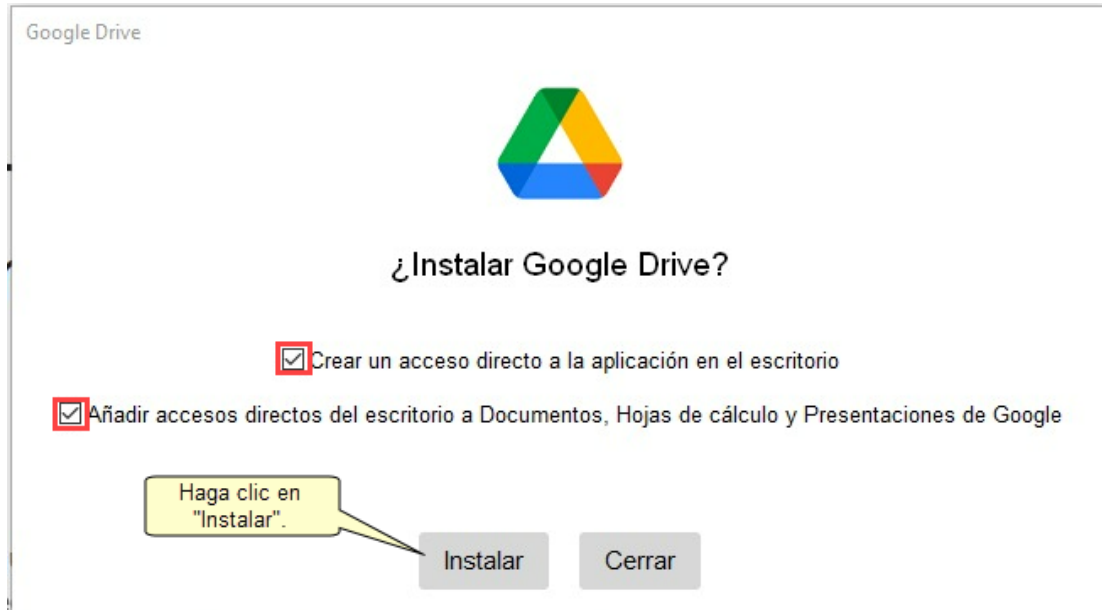 Google Drive
¿Instalar Google Drive?
Crear un acceso directo a la aplicación en el escritorio
Añadir accesos directos del escritorio a Documentos, Hojas de cálculo y Presentaciones de Google
Haga clic en
"Instalar".
Instalar
Cerrar